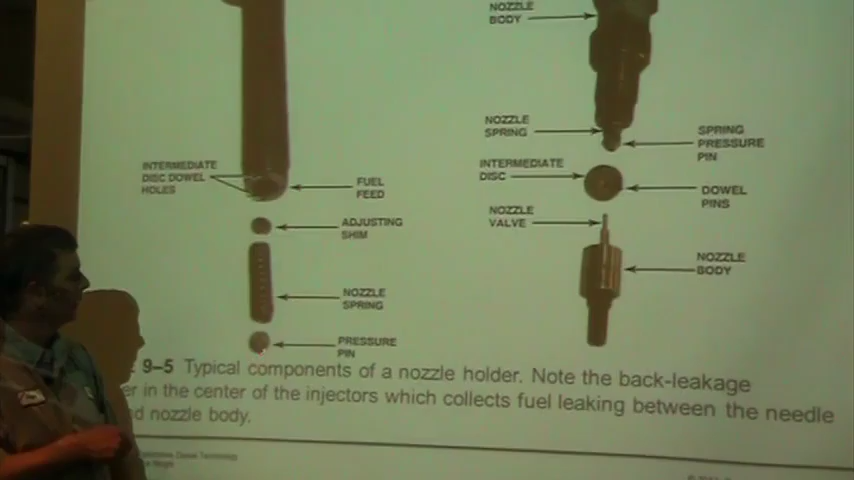 NOZZLE
BODY
NOZZLE
SPRING
SPRING
PRESSURE
PIN
INTERMEDIATE
DISC DOWEL
HOLES
FUEL
FEED
INTERMEDIATE
DISC
DOWEL
PINS
ADJUSTING
SHIM
NOZZLE
VALVE
NOZZLE
BODY
NOZZLE
SPRING
PRESSURE
PIN
9–5 Typical components of a nozzle holder. Note the back-leakage
er in the center of the injectors which collects fuel leaking between the needle
d nozzle body.